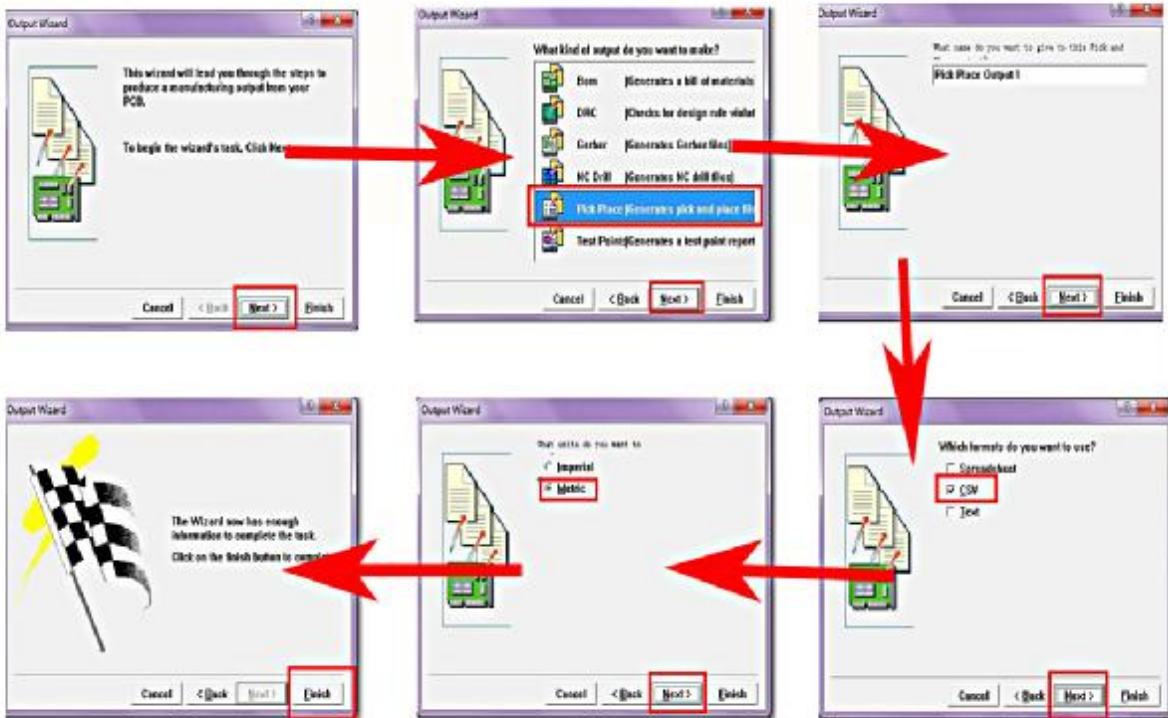 Output Wizard
This wizard will lead you through the steps to
produce a manufacturing output from your
PCB.
To begin the wizard's task, Click Next
Cancel < Back Next > Finish
Output Wizard
What kind of output do you want to make?
Bom |Generates a bill of materials
DRC |Checks for design rule violat
Gerber |Generates Gerber files)
NC Drill |Generates NC drill files)
Pick Place |Generates pick and place file
Test Points|Generates a test point report
Cancel < Back Next > Finish
Output Wizard
What name do you want to give to this Pick and
Pick Place Output 1
Cancel < Back Next > Finish
Output Wizard
Which formats do you want to use?
Spreadsheet
CSV
Text
Cancel < Back Next > Finish
Output Wizard
What units do you want to
Imperial
Metric
Cancel < Back Next > Finish
Output Wizard
The Wizard now has enough
information to complete the task.
Click on the finish button to complet
Cancel < Back Next > Finish